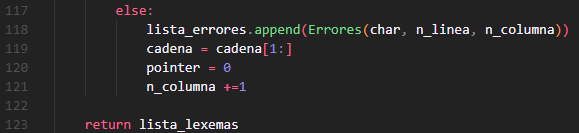 117 else:
118 lista_errores.append(Errores(char, n_linea, n_columna))
119 cadena = cadena[1:]
120 pointer = 0
121 n_columna +=1
122
123 return lista_lexemas